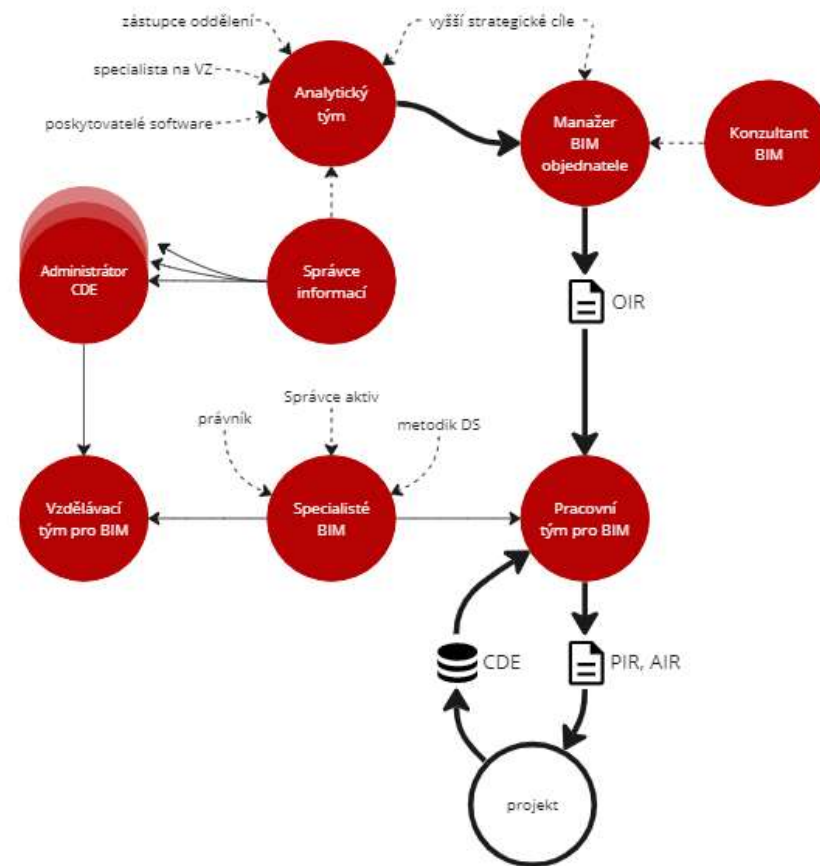 zástupce oddělení
vyšší strategické cíle
specialista na VZ
poskytovatelé software
Analytický
tým
Manažer
BIM
objednatele
Konzultant
BIM
Administrátor
CDE
Správce
informací
OIR
Správce aktiv
právník
metodik DS
Vzdělávací
tým pro BIM
Specialisté
BIM
Pracovní
tým pro BIM
CDE
PIR, AIR
projekt